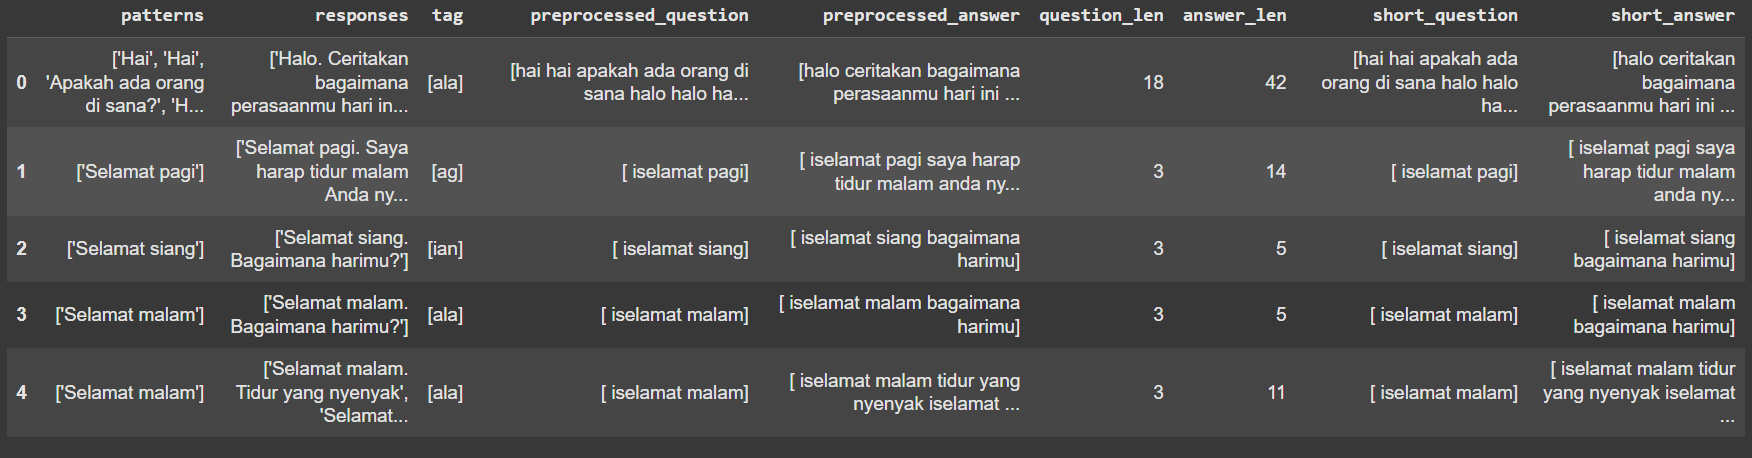 patterns responses tag preprocessed_question preprocessed_answer question_len answer_len short_question short_answer
0 ['Hai', 'Hai', 'Apakah ada orang di sana?', 'H... ['Halo. Ceritakan bagaimana perasaanmu hari in... [ala] [hai hai apakah ada orang di sana halo halo ha... [halo ceritakan bagaimana perasaanmu hari ini ... 18 42 [hai hai apakah ada orang di sana halo halo ha... [halo ceritakan bagaimana perasaanmu hari ini ...
1 ['Selamat pagi'] ['Selamat pagi. Saya harap tidur malam Anda ny... [ag] [ iselamat pagi] [ iselamat pagi saya harap tidur malam anda ny... 3 14 [ iselamat pagi] [ iselamat pagi saya harap tidur malam anda ny...
2 ['Selamat siang'] ['Selamat siang. Bagaimana harimu?'] [ian] [ iselamat siang] [ iselamat siang bagaimana harimu] 3 5 [ iselamat siang] [ iselamat siang bagaimana harimu]
3 ['Selamat malam'] ['Selamat malam. Bagaimana harimu?'] [ala] [ iselamat malam] [ iselamat malam bagaimana harimu] 3 5 [ iselamat malam] [ iselamat malam bagaimana harimu]
4 ['Selamat malam'] ['Selamat malam. Tidur yang nyenyak', 'Selamat... [ala] [ iselamat malam] [ iselamat malam tidur yang nyenyak iselamat ... 3 11 [ iselamat malam] [ iselamat malam tidur yang nyenyak iselamat ...